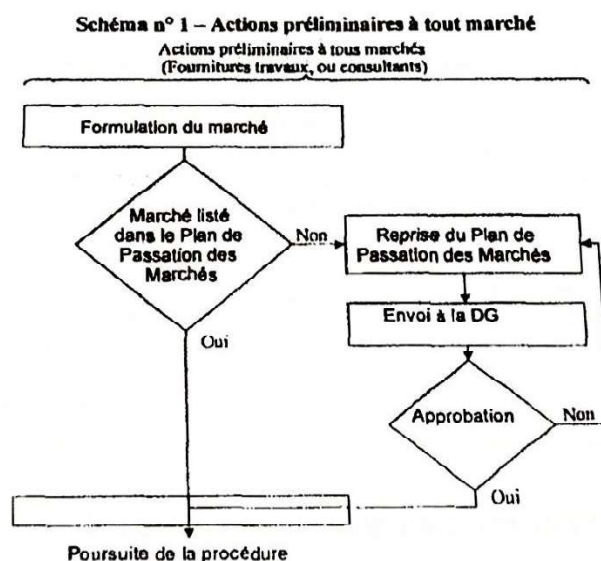 Schéma n° 1 – Actions préliminaires à tout marché
Actions préliminaires à tous marchés
(Fournitures travaux, ou consultants)
Formulation du marché
Marché listé
dans le Plan de
Passation des
Marchés
Non
Reprise du Plan de
Passation des Marchés
Envoi à la DG
Oui
Approbation
Non
Oui
Poursuite de la procédure